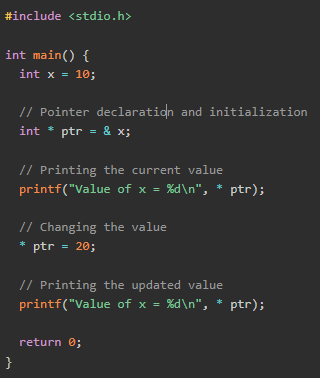 #include <stdio.h>

int main() {
  int x = 10;

  // Pointer declaration and initialization
  int * ptr = & x;

  // Printing the current value
  printf("Value of x = %d\n", * ptr);

  // Changing the value
  * ptr = 20;

  // Printing the updated value
  printf("Value of x = %d\n", * ptr);

  return 0;
}